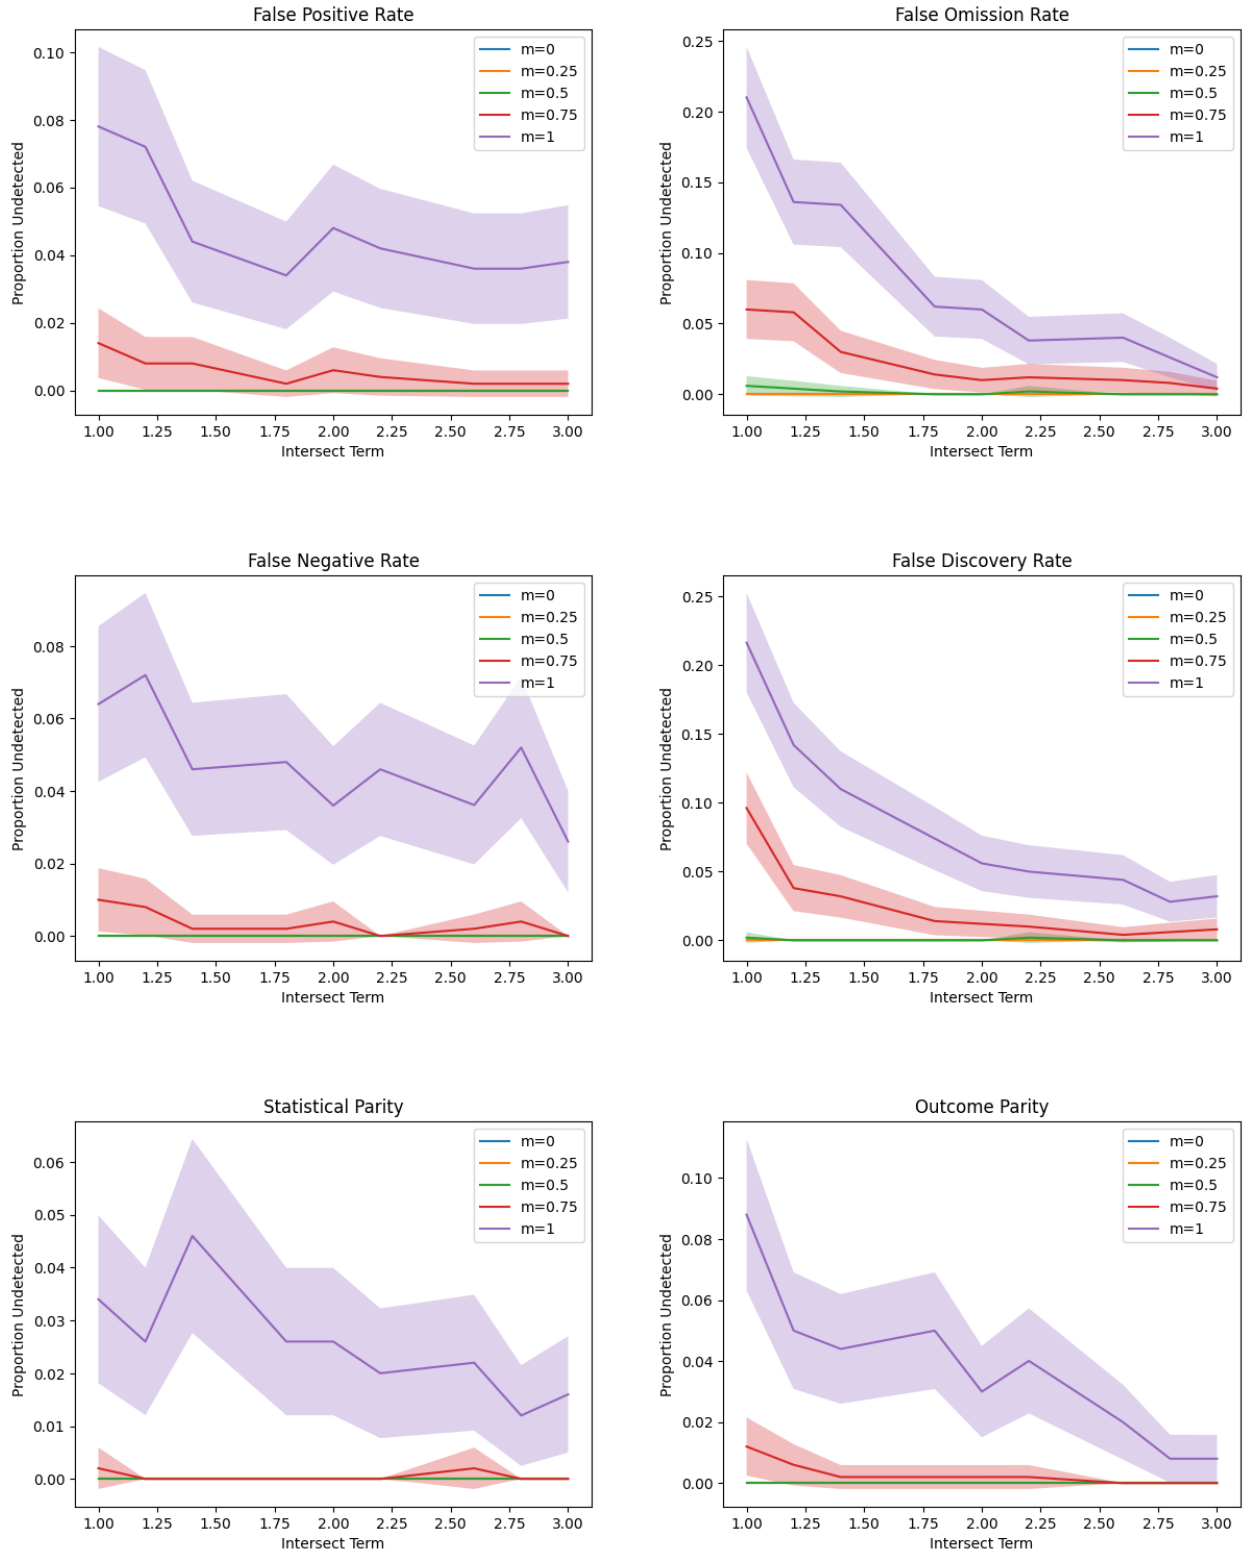 False Positive Rate
0.10
0.08
0.06
0.04
0.02
0.00
Proportion Undetected
m=0
m=0.25
m=0.5
m=0.75
m=1
1.00 1.25 1.50 1.75 2.00 2.25 2.50 2.75 3.00
Intersect Term
False Omission Rate
0.25
0.20
0.15
0.10
0.05
0.00
Proportion Undetected
m=0
m=0.25
m=0.5
m=0.75
m=1
1.00 1.25 1.50 1.75 2.00 2.25 2.50 2.75 3.00
Intersect Term
False Negative Rate
0.08
0.06
0.04
0.02
0.00
Proportion Undetected
m=0
m=0.25
m=0.5
m=0.75
m=1
1.00 1.25 1.50 1.75 2.00 2.25 2.50 2.75 3.00
Intersect Term
False Discovery Rate
0.25
0.20
0.15
0.10
0.05
0.00
Proportion Undetected
m=0
m=0.25
m=0.5
m=0.75
m=1
1.00 1.25 1.50 1.75 2.00 2.25 2.50 2.75 3.00
Intersect Term
Statistical Parity
0.06
0.05
0.04
0.03
0.02
0.01
0.00
Proportion Undetected
m=0
m=0.25
m=0.5
m=0.75
m=1
1.00 1.25 1.50 1.75 2.00 2.25 2.50 2.75 3.00
Intersect Term
Outcome Parity
0.10
0.08
0.06
0.04
0.02
0.00
Proportion Undetected
m=0
m=0.25
m=0.5
m=0.75
m=1
1.00 1.25 1.50 1.75 2.00 2.25 2.50 2.75 3.00
Intersect Term